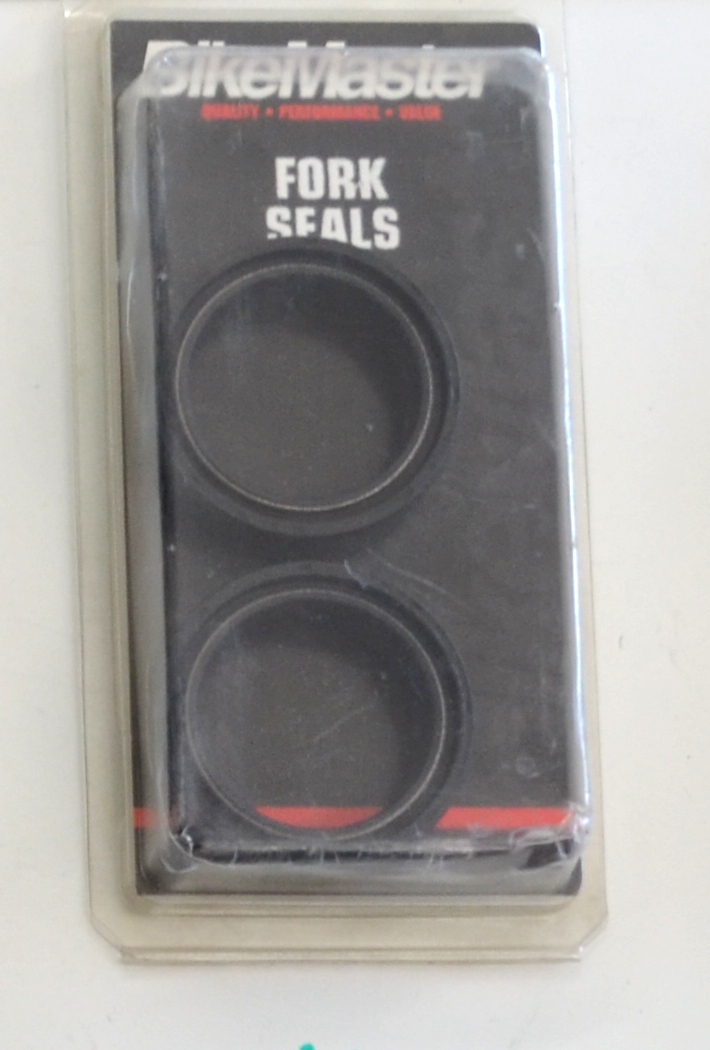 BikeMaster
QUALITY • PERFORMANCE • VALUE
FORK
SEALS